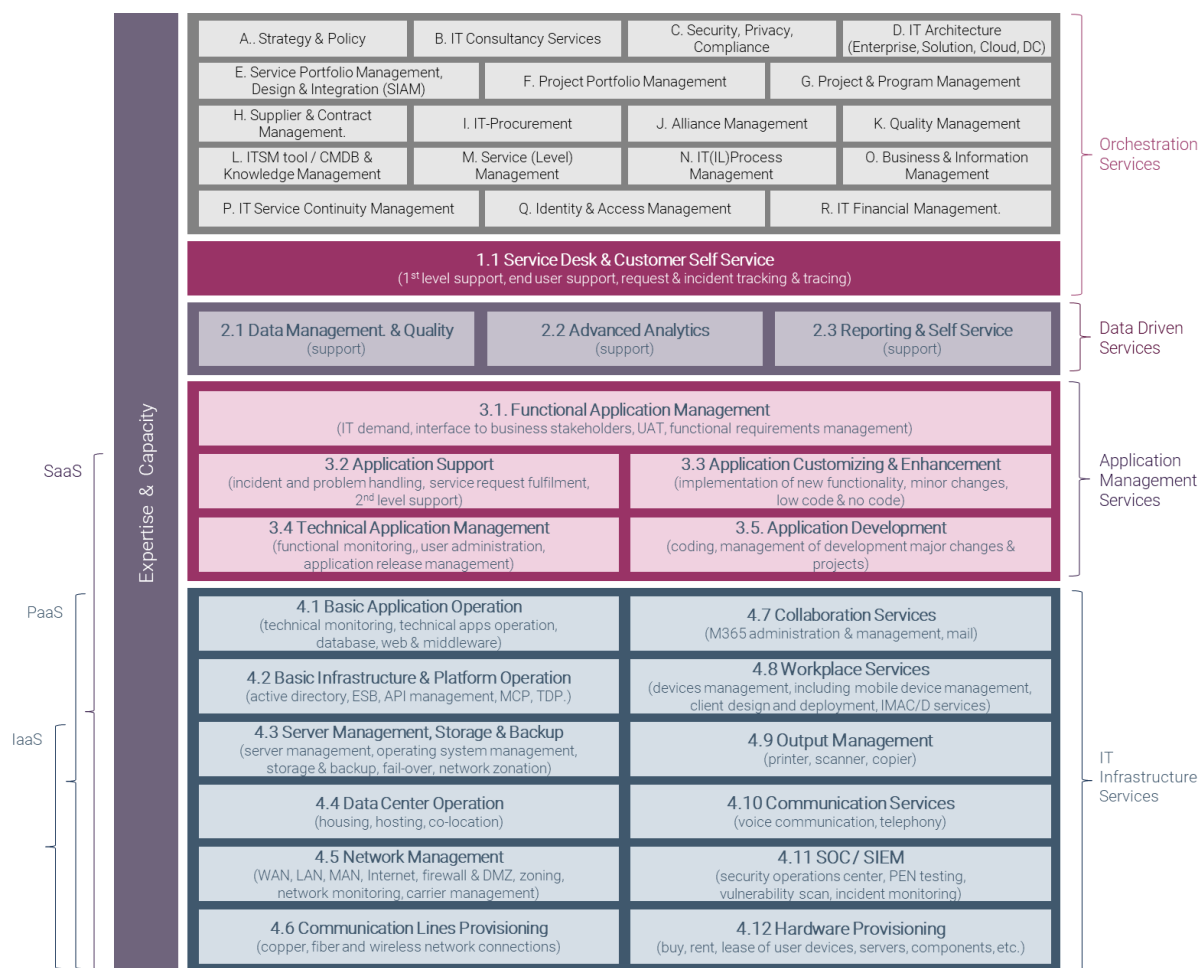 A.. Strategy & Policy
B. IT Consultancy Services
C. Security, Privacy,
Compliance
D. IT Architecture
(Enterprise, Solution, Cloud, DC)
E. Service Portfolio Management,
Design & Integration (SIAM)
F. Project Portfolio Management
G. Project & Program Management
H. Supplier & Contract
Management.
I. IT-Procurement
J. Alliance Management
K. Quality Management
L. ITSM tool / CMDB &
Knowledge Management
M. Service (Level)
Management
N. IT(IL)Process
Management
O. Business & Information
Management
P. IT Service Continuity Management
Q. Identity & Access Management
R. IT Financial Management.
Orchestration
Services
1.1 Service Desk & Customer Self Service
(1st level support, end user support, request & incident tracking & tracing)
2.1 Data Management. & Quality
(support)
2.2 Advanced Analytics
(support)
2.3 Reporting & Self Service
(support)
Data Driven
Services
Expertise & Capacity
3.1. Functional Application Management
(IT demand, interface to business stakeholders, UAT, functional requirements management)
3.2 Application Support
(incident and problem handling, service request fulfilment,
2nd level support)
3.3 Application Customizing & Enhancement
(implementation of new functionality, minor changes,
low code & no code)
3.4 Technical Application Management
(functional monitoring,, user administration,
application release management)
3.5. Application Development
(coding, management of development major changes &
projects)
Application
Management
Services
SaaS
PaaS
IaaS
4.1 Basic Application Operation
(technical monitoring, technical apps operation,
database, web & middleware)
4.7 Collaboration Services
(M365 administration & management, mail)
4.2 Basic Infrastructure & Platform Operation
(active directory, ESB, API management, MCP, TDP.)
4.8 Workplace Services
(devices management, including mobile device management,
client design and deployment, IMAC/D services)
4.3 Server Management, Storage & Backup
(server management, operating system management,
storage & backup, fail-over, network zonation)
4.9 Output Management
(printer, scanner, copier)
4.4 Data Center Operation
(housing, hosting, co-location)
4.10 Communication Services
(voice communication, telephony)
4.5 Network Management
(WAN, LAN, MAN, Internet, firewall & DMZ, zoning,
network monitoring, carrier management)
4.11 SOC / SIEM
(security operations center, PEN testing,
vulnerability scan, incident monitoring)
4.6 Communication Lines Provisioning
(copper, fiber and wireless network connections)
4.12 Hardware Provisioning
(buy, rent, lease of user devices, servers, components, etc.)
IT
Infrastructure
Services